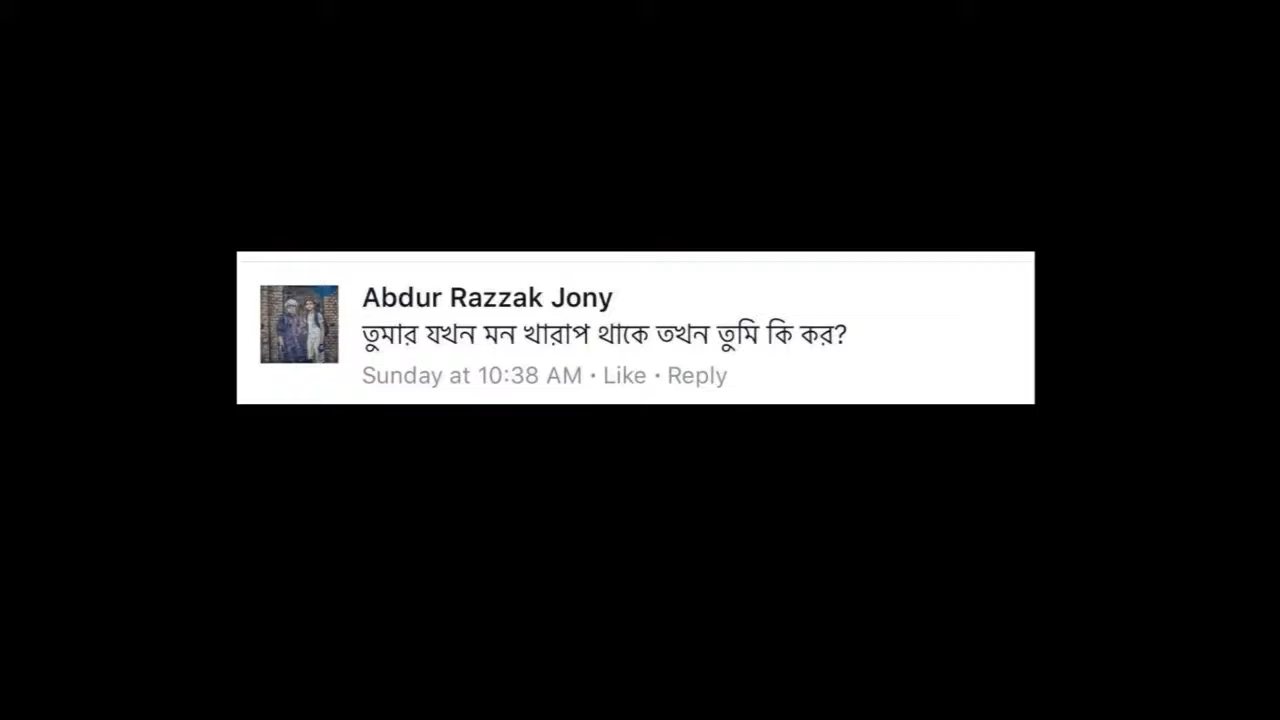 Abdur Razzak Jony
তুমার যখন মন খারাপ থাকে তখন তুমি কি কর?
Sunday at 10:38 AM · Like · Reply